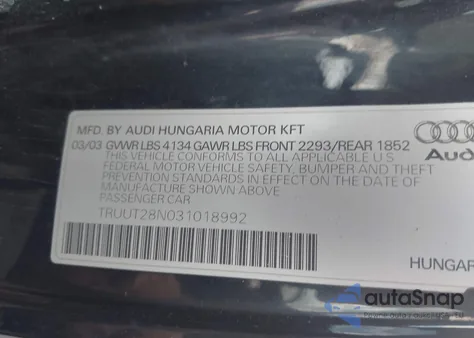 MFD. BY AUDI HUNGARIA MOTOR KFT
03/03 GVWR LBS 4134 GAWR LBS FRONT 2293/REAR 1852
THIS VEHICLE CONFORMS TO ALL APPLICABLE U.S
FEDERAL MOTOR VEHICLE SAFETY, BUMPER AND THEFT
PREVENTION STANDARDS IN EFFECT ON THE DATE OF
MANUFACTURE SHOWN ABOVE
PASSENGER CAR
Audi
TRUUT28N031018992
HUNGAR
autoSnap